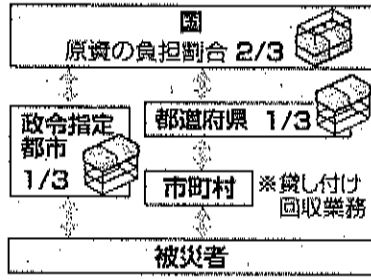 国
原資の負担割合 2/3
政令指定
都市
1/3
都道府県 1/3
市町村
※貸し付け
回収業務
被災者